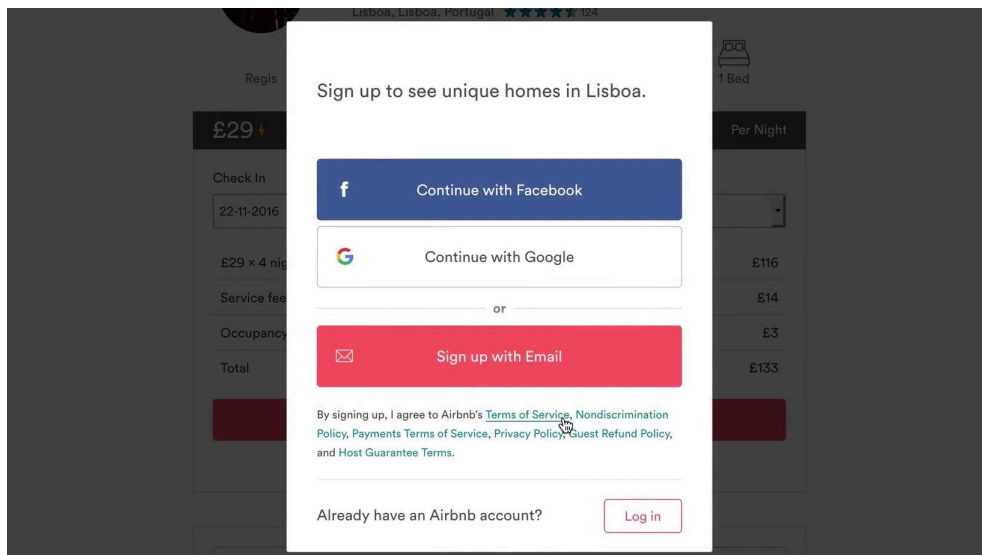 Lisboa, Lisboa, Portugal 124
Regis
1 Bed
Sign up to see unique homes in Lisboa.
£29
Per Night
Check In
22-11-2016
f Continue with Facebook
G Continue with Google
£29 × 4 nig
£116
Service fee
£14
or
Occupancy
£3
Sign up with Email
Total
£133
By signing up, I agree to Airbnb's Terms of Service, Nondiscrimination
Policy, Payments Terms of Service, Privacy Policy, Guest Refund Policy,
and Host Guarantee Terms.
Already have an Airbnb account?
Log in